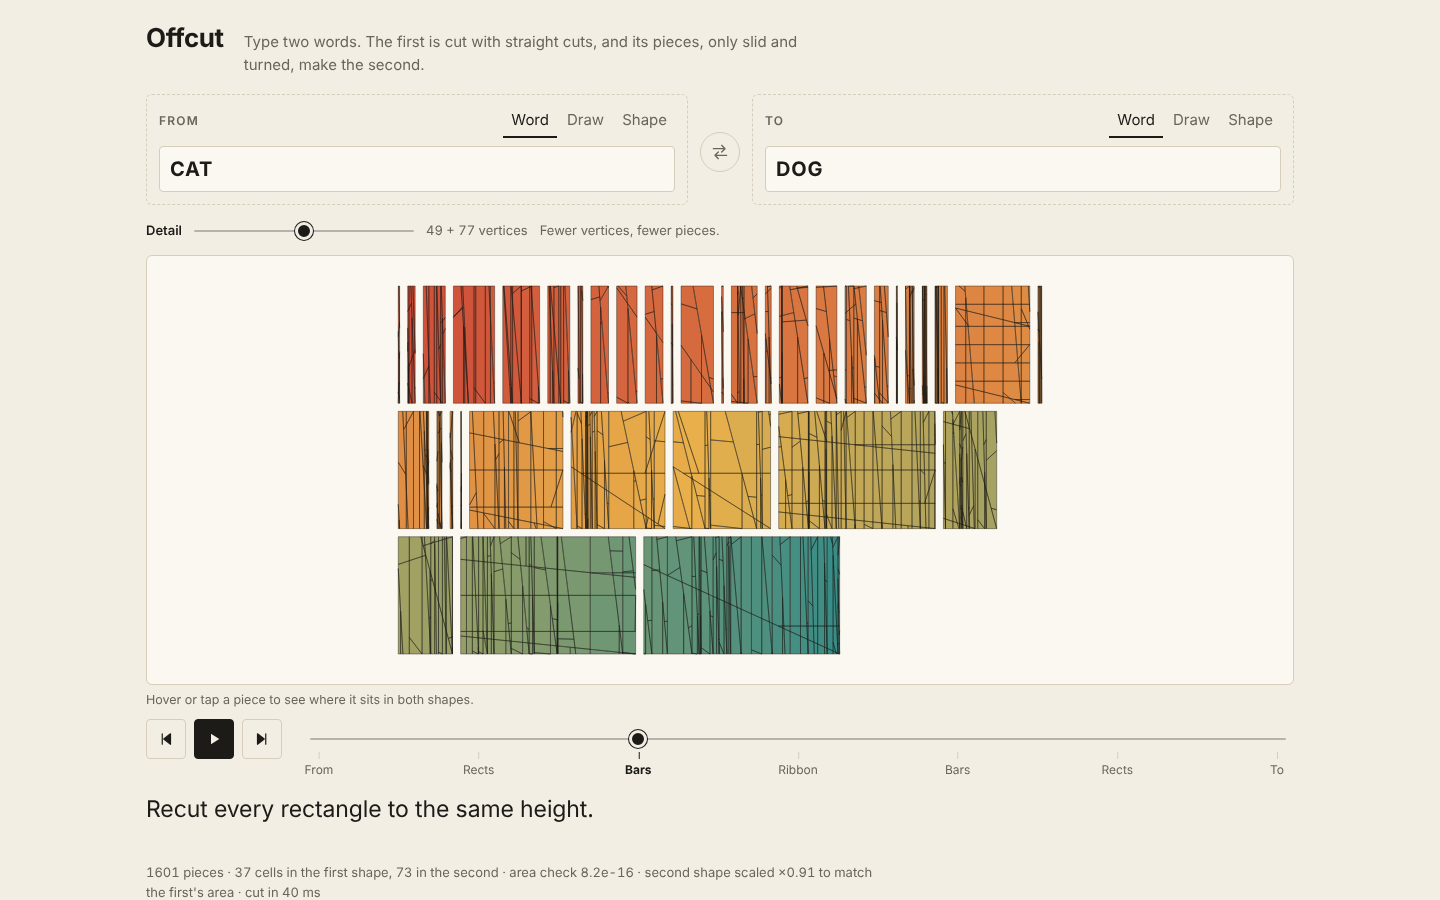 Offcut
Type two words. The first is cut with straight cuts, and its pieces, only slid and
turned, make the second.
FROM
Word Draw Shape
CAT
TO
Word Draw Shape
DOG
Detail
49 + 77 vertices Fewer vertices, fewer pieces.
Hover or tap a piece to see where it sits in both shapes.
From Rects Bars Ribbon Bars Rects To
Recut every rectangle to the same height.
1601 pieces · 37 cells in the first shape, 73 in the second · area check 8.2e-16 · second shape scaled ×0.91 to match
the first's area · cut in 40 ms